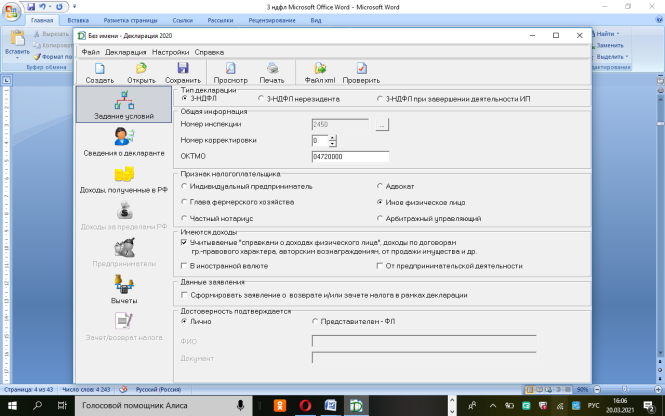 3 ндфл Microsoft Office Word - Microsoft Word
Главная Вставка Разметка страницы Ссылки Рассылки Рецензирование Вид
Вставить
Вырезать
Копировать
Формат по
Буфер обмена
Найти
Заменить
Выделить
Редактирование
Без имени - Декларация 2020
Файл Декларация Настройки Справка
Создать Открыть Сохранить Просмотр Печать Файл xml Проверить
Задание условий
Сведения о декларанте
Доходы, полученные в РФ
Доходы за пределами РФ
Предприниматели
Вычеты
Зачет/возврат налога
Тип декларации
3-НДФЛ 3-НДФЛ нерезидента 3-НДФЛ при завершении деятельности ИП
Общая информация
Номер инспекции 2450 ...
Номер корректировки 0
ОКТМО 04720000
Признак налогоплательщика
Индивидуальный предприниматель Адвокат
Глава фермерского хозяйства Иное физическое лицо
Частный нотариус Арбитражный управляющий
Имеются доходы
Учитываемые "справками о доходах физического лица", доходы по договорам
гр.-правового характера, авторским вознаграждениям, от продажи имущества и др.
В иностранной валюте От предпринимательской деятельности
Данные заявления
Сформировать заявление о возврате и/или зачете налога в рамках декларации
Достоверность подтверждается
Лично Представителем - ФЛ
ФИО
Документ
Страница: 4 из 43 Число слов: 4 243 Русский (Россия) 90%
Голосовой помощник Алиса
РУС
16:06
20.03.2021